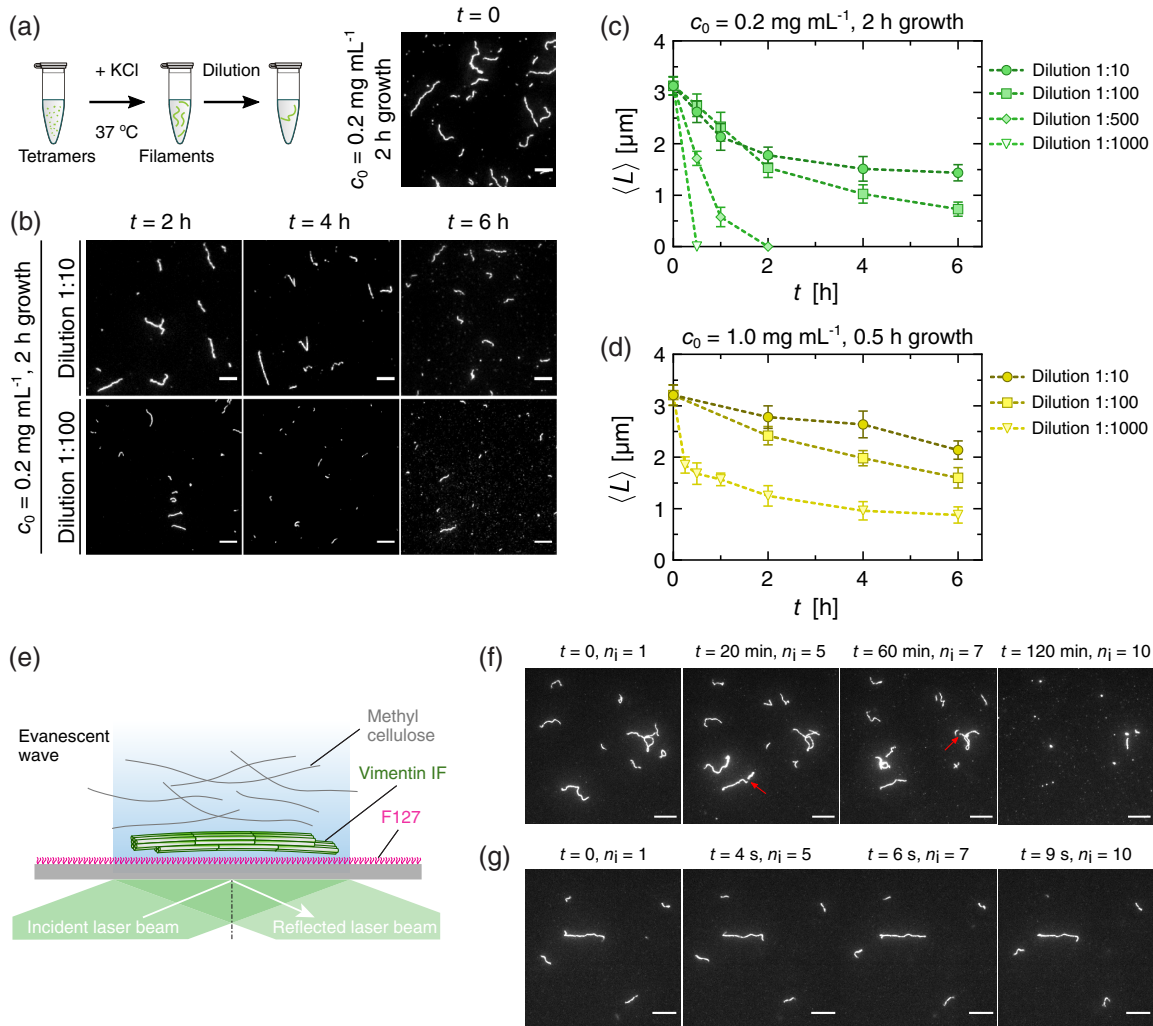 (a)
+ KCl
Dilution
37 ºC
Tetramers
Filaments
t = 0
c0 = 0.2 mg mL-1
2 h growth
(b)
t = 2 h
t = 4 h
t = 6 h
c0 = 0.2 mg mL-1, 2 h growth
Dilution 1:10
Dilution 1:100
(c)
c0 = 0.2 mg mL-1, 2 h growth
4
3
2
1
0
⟨L⟩ [μm]
0
2
4
6
t [h]
Dilution 1:10
Dilution 1:100
Dilution 1:500
Dilution 1:1000
(d)
c0 = 1.0 mg mL-1, 0.5 h growth
4
3
2
1
0
⟨L⟩ [μm]
0
2
4
6
t [h]
Dilution 1:10
Dilution 1:100
Dilution 1:1000
(e)
Evanescent
wave
Methyl
cellulose
Vimentin IF
F127
Incident laser beam
Reflected laser beam
(f)
t = 0, ni = 1
t = 20 min, ni = 5
t = 60 min, ni = 7
t = 120 min, ni = 10
(g)
t = 0, ni = 1
t = 4 s, ni = 5
t = 6 s, ni = 7
t = 9 s, ni = 10